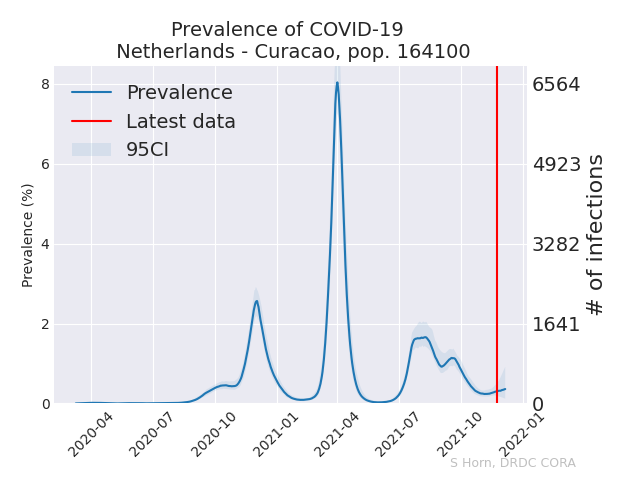 Prevalence of COVID-19
Netherlands - Curacao, pop. 164100
Prevalence
Latest data
95CI
Prevalence (%)
8
6
4
2
0
6564
4923
3282
1641
0
# of infections
2020-04
2020-07
2020-10
2021-01
2021-04
2021-07
2021-10
2022-01
S Horn, DRDC CORA